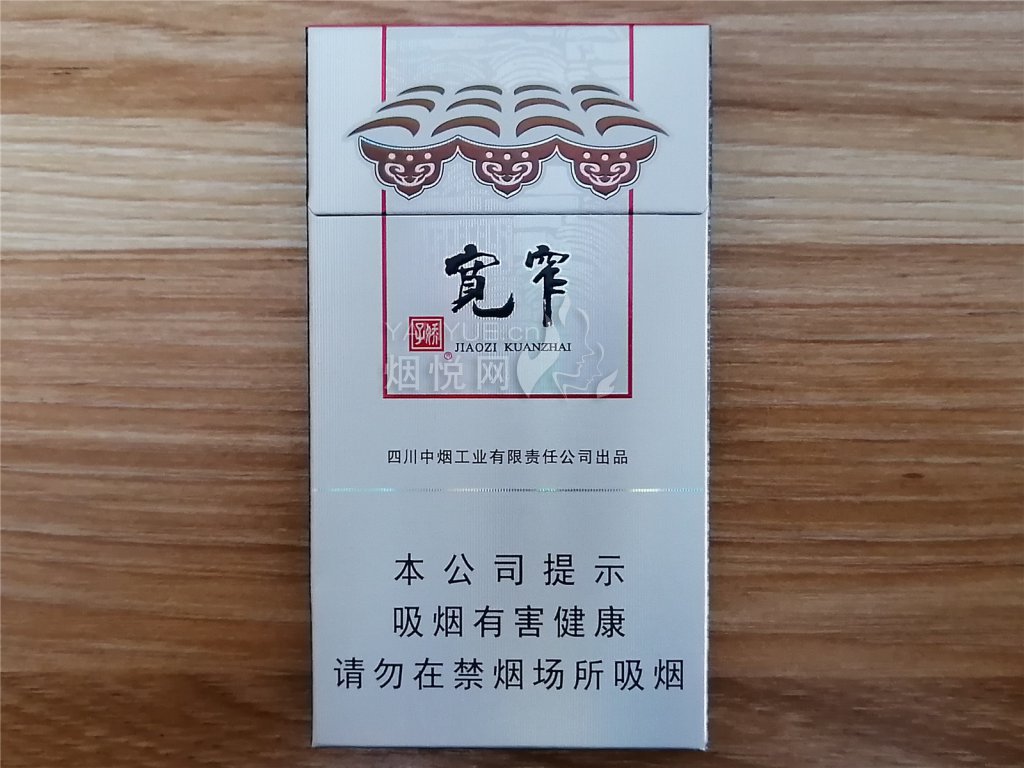 宽窄
娇子
JIAOZI KUANZHAI
®
YANYUE.cn
烟悦网
四川中烟工业有限责任公司出品
本公司提示
吸烟有害健康
请勿在禁烟场所吸烟